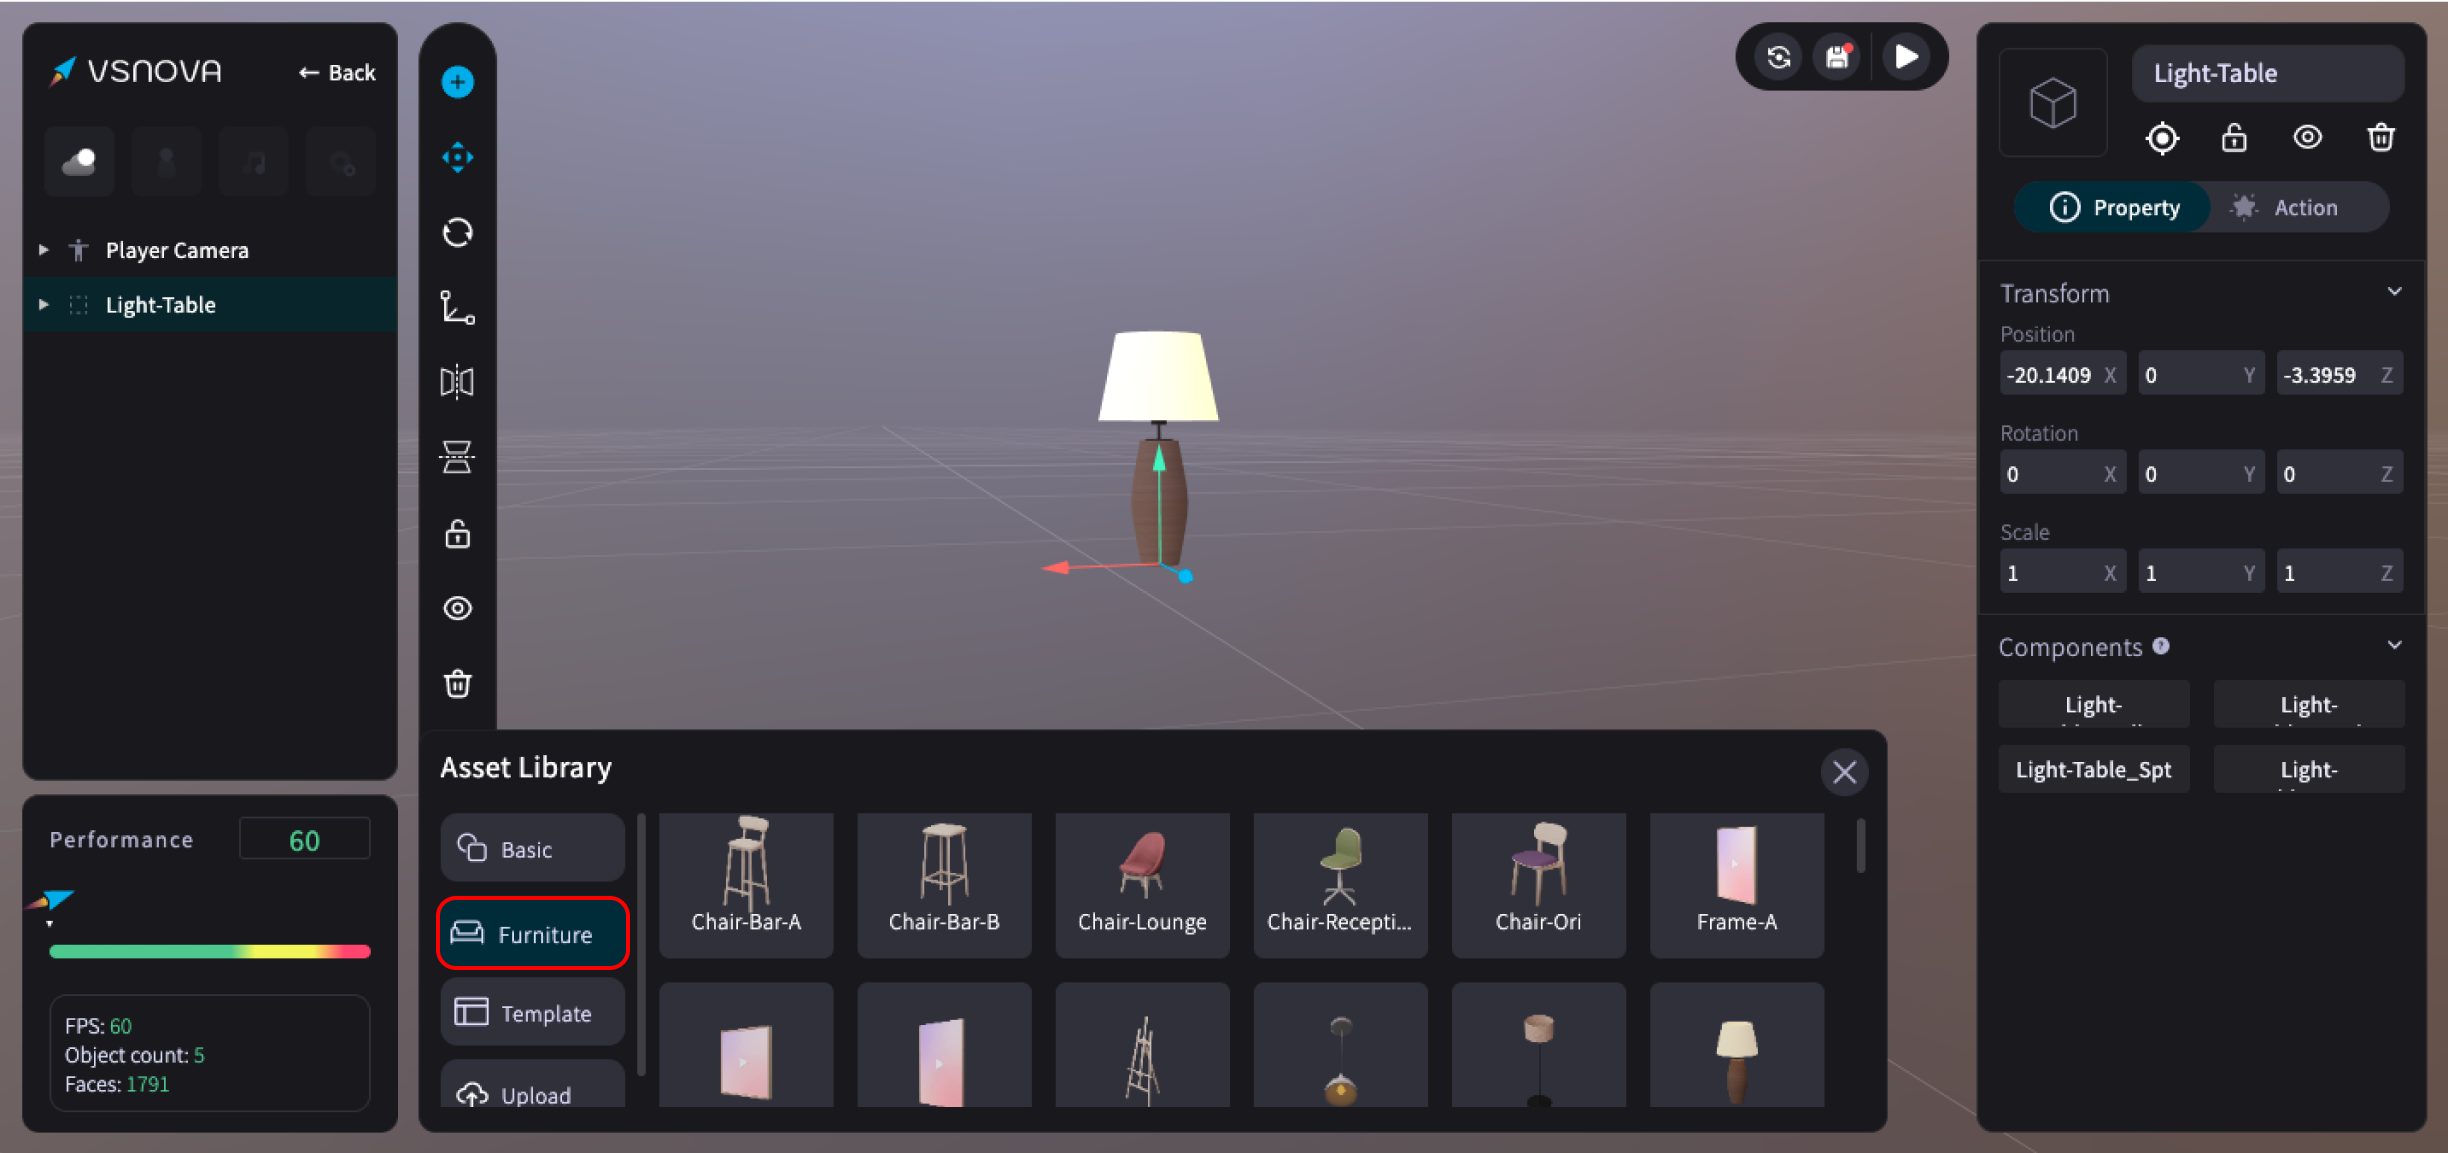 VSNOVA
← Back
Player Camera
Light-Table
Performance
60
FPS: 60
Object count: 5
Faces: 1791
Asset Library
Basic
Furniture
Template
Upload
Chair-Bar-A
Chair-Bar-B
Chair-Lounge
Chair-Recepti...
Chair-Ori
Frame-A
Light-Table
Property
Action
Transform
Position
-20.1409 X 0 Y -3.3959 Z
Rotation
0 X 0 Y 0 Z
Scale
1 X 1 Y 1 Z
Components ?
Light-
Light-
Light-Table_Spt
Light-